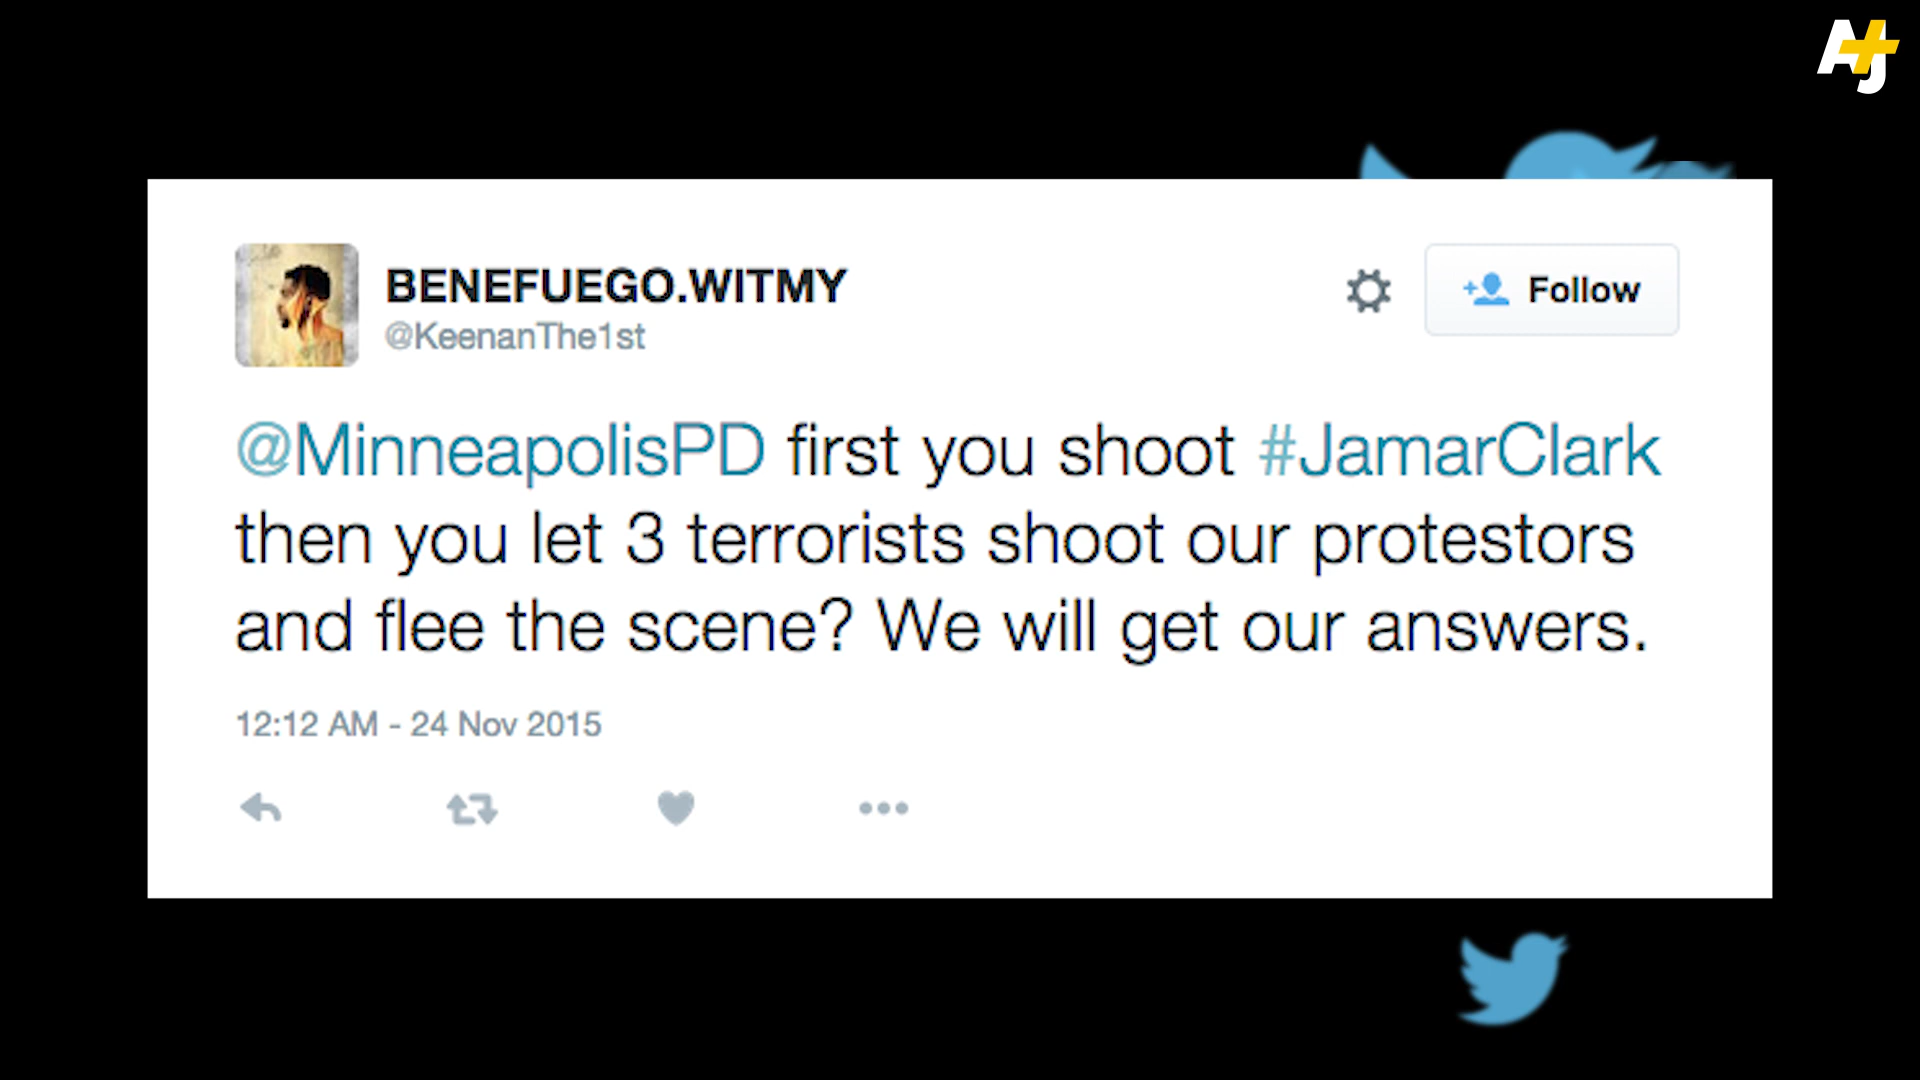 AJ+
BENEFUEGO.WITMY
@KeenanThe1st
Follow
@MinneapolisPD first you shoot #JamarClark
then you let 3 terrorists shoot our protestors
and flee the scene? We will get our answers.
12:12 AM - 24 Nov 2015